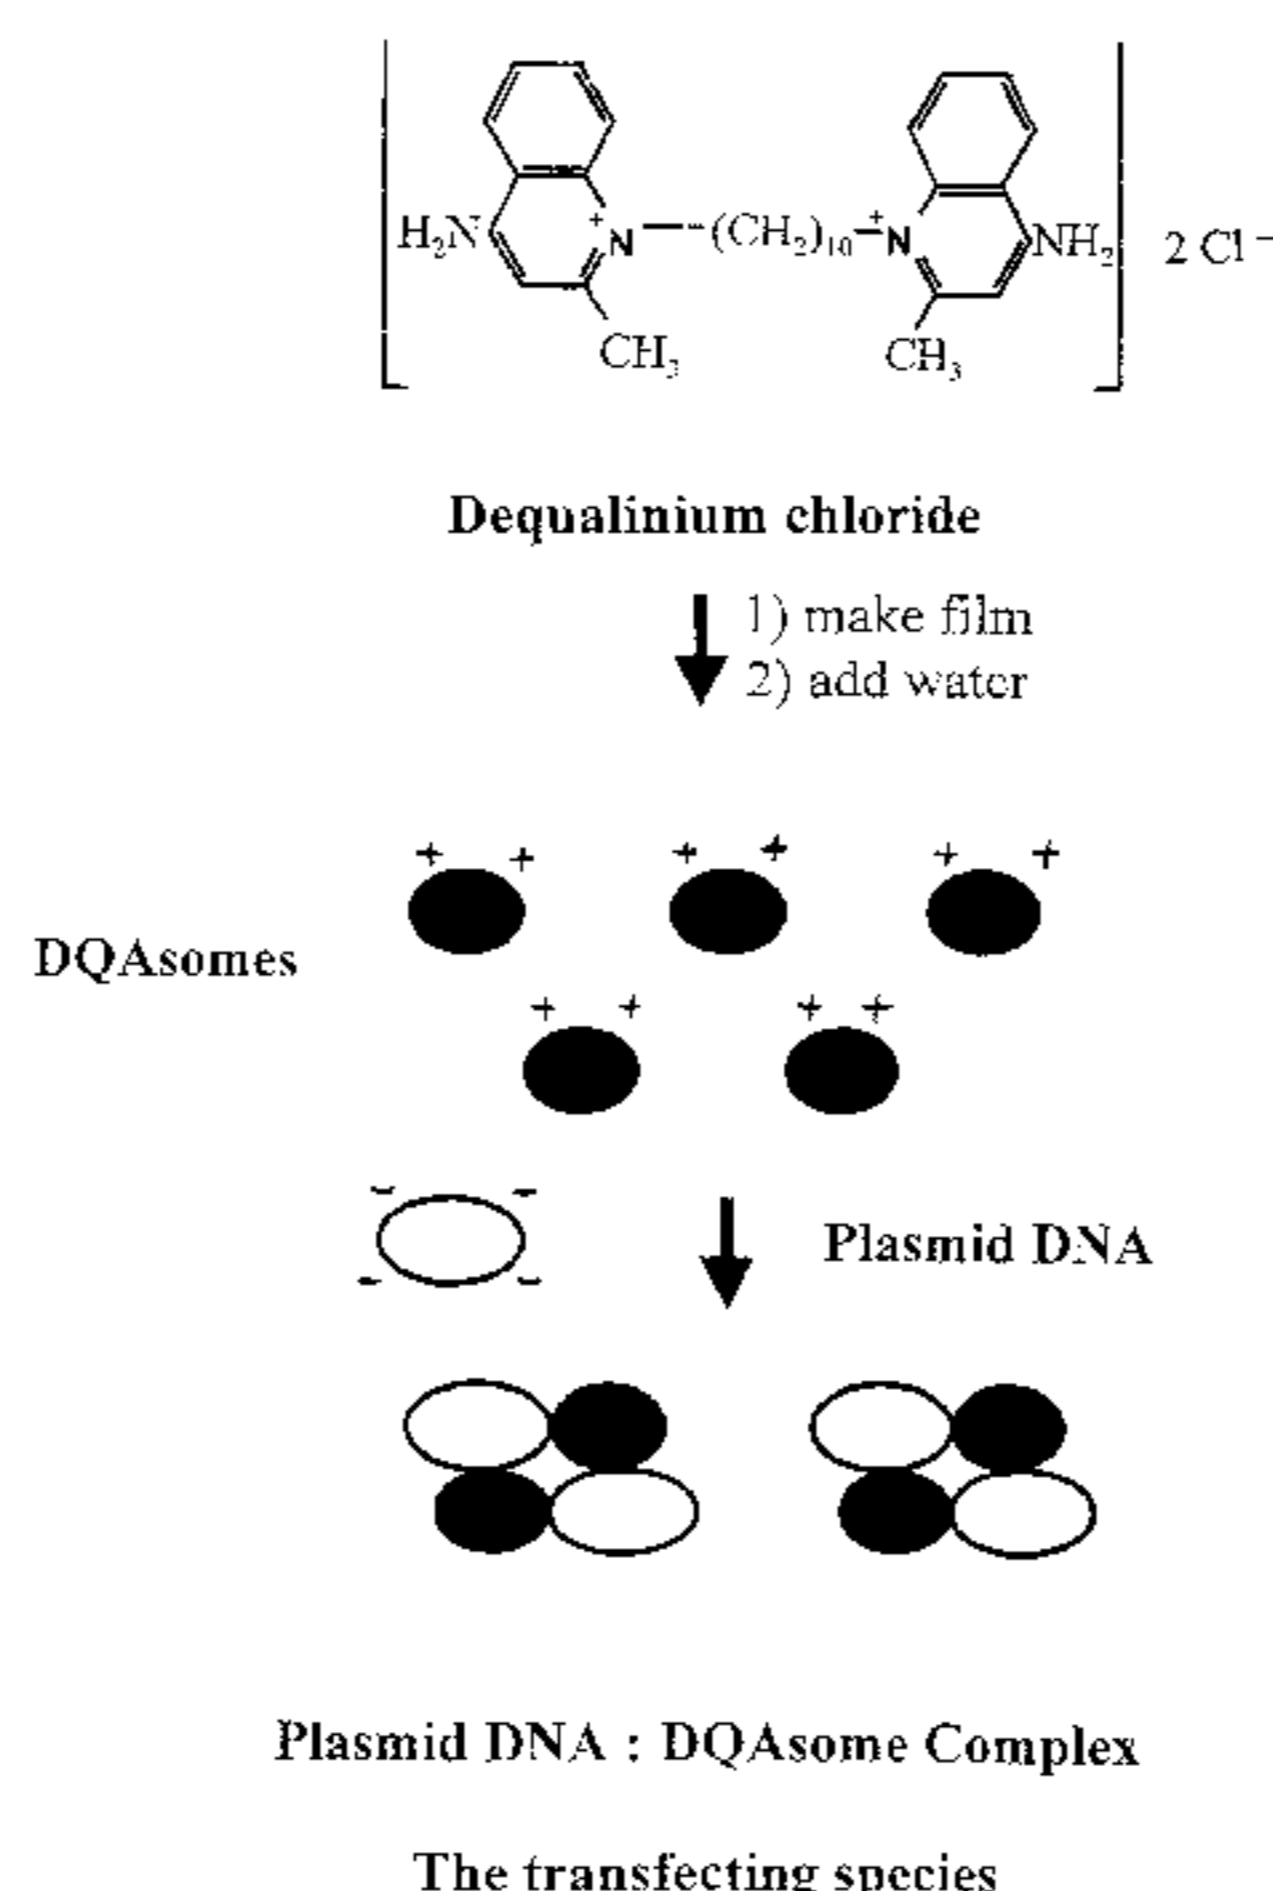 H₂N + N (CH₂)₁₀ + N NH₂ 2 Cl⁻
CH₃ CH₃
Dequalinium chloride
1) make film
2) add water
+ + + + + +
DQAsomes
+ + + +
- -
Plasmid DNA
- -
Plasmid DNA : DQAsome Complex
The transfecting species